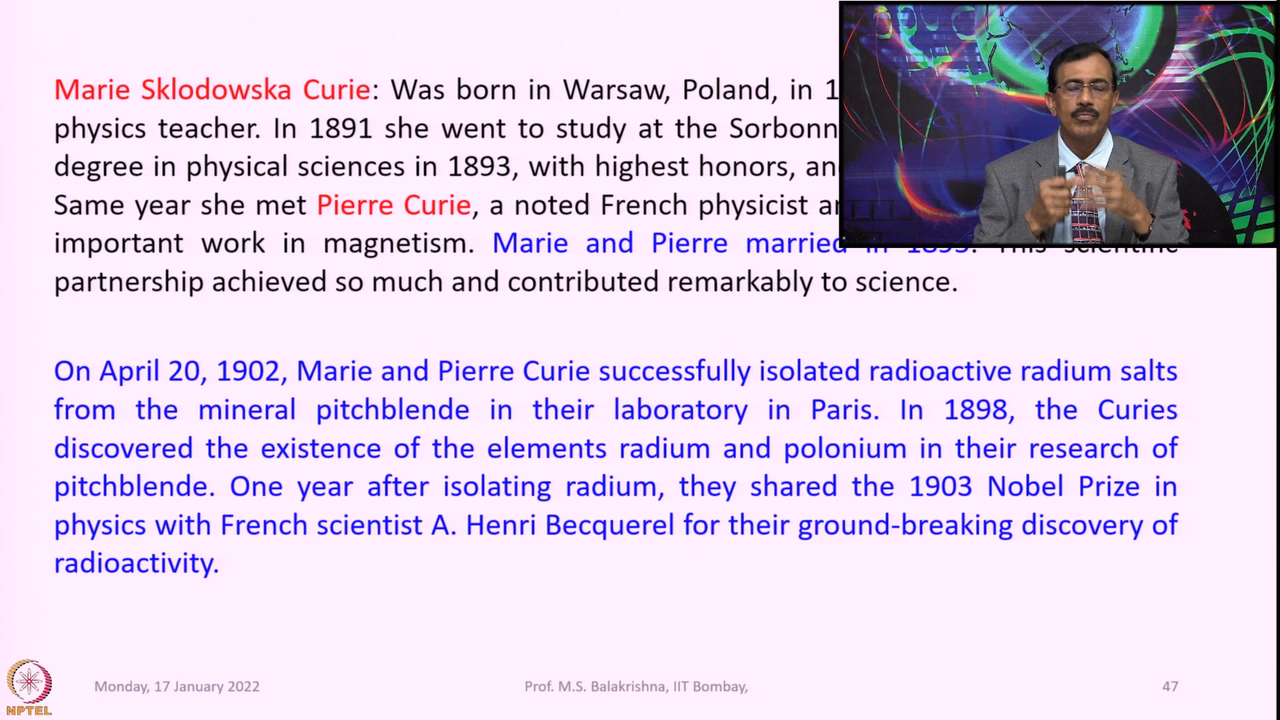 Marie Sklodowska Curie: Was born in Warsaw, Poland, in 1
physics teacher. In 1891 she went to study at the Sorbonn
degree in physical sciences in 1893, with highest honors, an
Same year she met Pierre Curie, a noted French physicist a
important work in magnetism. Marie and Pierre married in 1895. This scientific
partnership achieved so much and contributed remarkably to science.
On April 20, 1902, Marie and Pierre Curie successfully isolated radioactive radium salts
from the mineral pitchblende in their laboratory in Paris. In 1898, the Curies
discovered the existence of the elements radium and polonium in their research of
pitchblende. One year after isolating radium, they shared the 1903 Nobel Prize in
physics with French scientist A. Henri Becquerel for their ground-breaking discovery of
radioactivity.
Monday, 17 January 2022
Prof. M.S. Balakrishna, IIT Bombay,
47
NPTEL